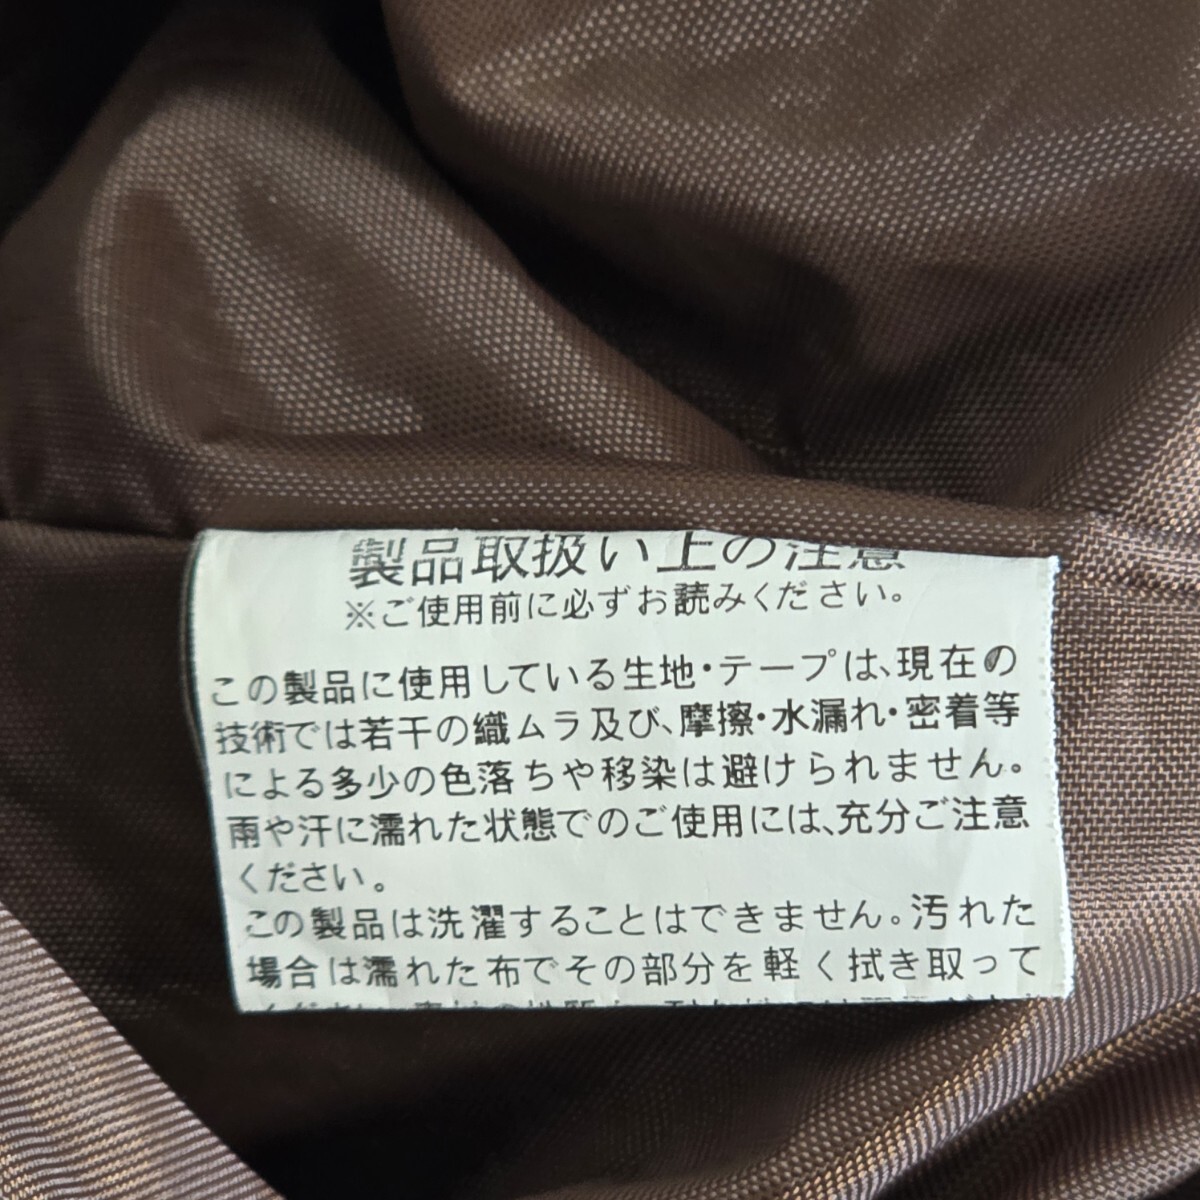 製品取扱い上の注意
※ご使用前に必ずお読みください。
この製品に使用している生地・テープは、現在の
技術では若干の織ムラ及び、摩擦・水漏れ・密着等
による多少の色落ちや移染は避けられません。
雨や汗に濡れた状態でのご使用には、充分ご注意
ください。
この製品は洗濯することはできません。汚れた
場合は濡れた布でその部分を軽く拭き取って
ください